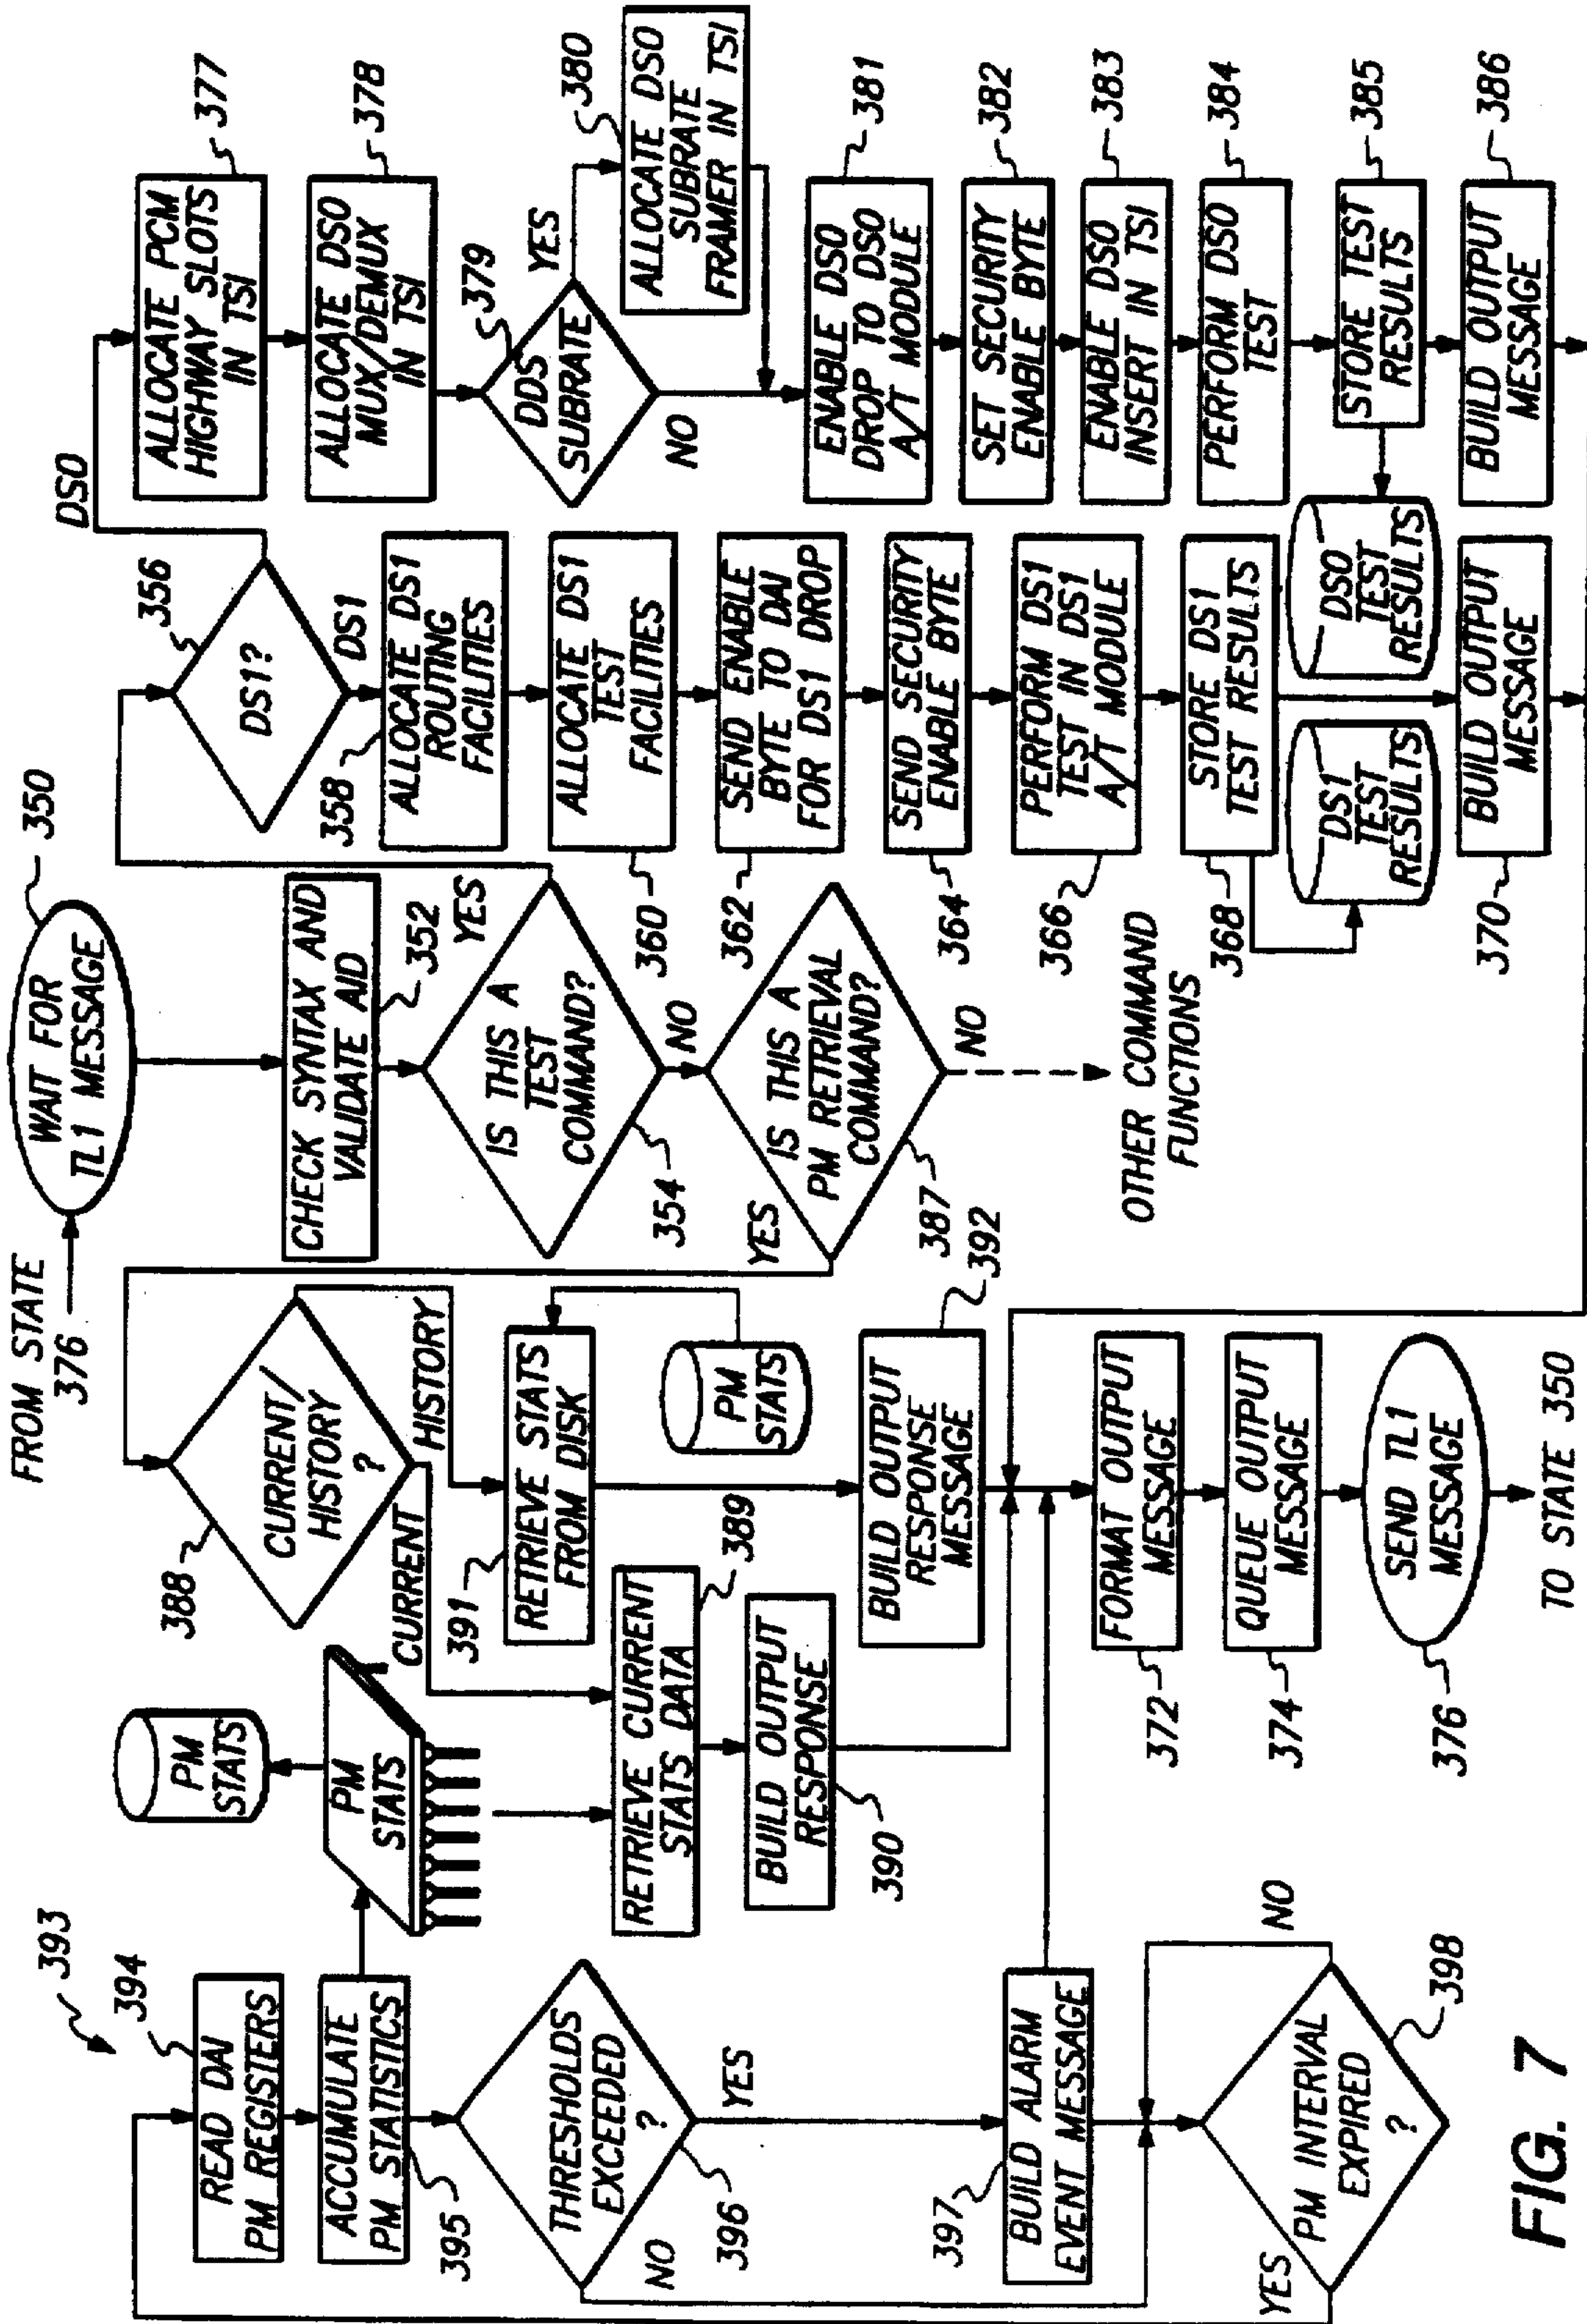 FROM STATE
376
WAIT FOR
TL1 MESSAGE
350
CHECK SYNTAX AND
VALIDATE AID
352
IS THIS A
TEST
COMMAND?
354
YES
NO
IS THIS A
PM RETRIEVAL
COMMAND?
387
YES
NO
OTHER COMMAND
FUNCTIONS
356
DS1?
DS0
DS1
358
ALLOCATE DS1
ROUTING
FACILITIES
360
ALLOCATE DS1
TEST
FACILITIES
362
SEND ENABLE
BYTE TO DAI
FOR DS1 DROP
364
SEND SECURITY
ENABLE BYTE
366
PERFORM DS1
TEST IN DS1
A/T MODULE
368
STORE DS1
TEST RESULTS
DS1
TEST
RESULTS
370
BUILD OUTPUT
MESSAGE
ALLOCATE PCM
HIGHWAY SLOTS
IN TSI
377
ALLOCATE DS0
MUX/DEMUX
IN TSI
378
DDS
SUBRATE
379
YES
NO
380
ALLOCATE DS0
SUBRATE
FRAMER IN TSI
ENABLE DS0
DROP TO DS0
A/T MODULE
381
SET SECURITY
ENABLE BYTE
382
ENABLE DS0
INSERT IN TSI
383
PERFORM DS0
TEST
384
STORE TEST
RESULTS
385
DS0
TEST
RESULTS
BUILD OUTPUT
MESSAGE
386
388
CURRENT/
HISTORY
?
HISTORY
CURRENT
391
RETRIEVE STATS
FROM DISK
PM
STATS
BUILD OUTPUT
RESPONSE
MESSAGE
392
PM
STATS
PM
STATS
RETRIEVE CURRENT
STATS DATA
389
BUILD OUTPUT
RESPONSE
390
FORMAT OUTPUT
MESSAGE
372
QUEUE OUTPUT
MESSAGE
374
SEND TL1
MESSAGE
376
TO STATE 350
393
394
READ DAI
PM REGISTERS
ACCUMULATE
PM STATISTICS
395
THRESHOLDS
EXCEEDED
?
396
YES
NO
397
BUILD ALARM
EVENT MESSAGE
PM INTERVAL
EXPIRED
?
398
NO
YES
FIG. 7